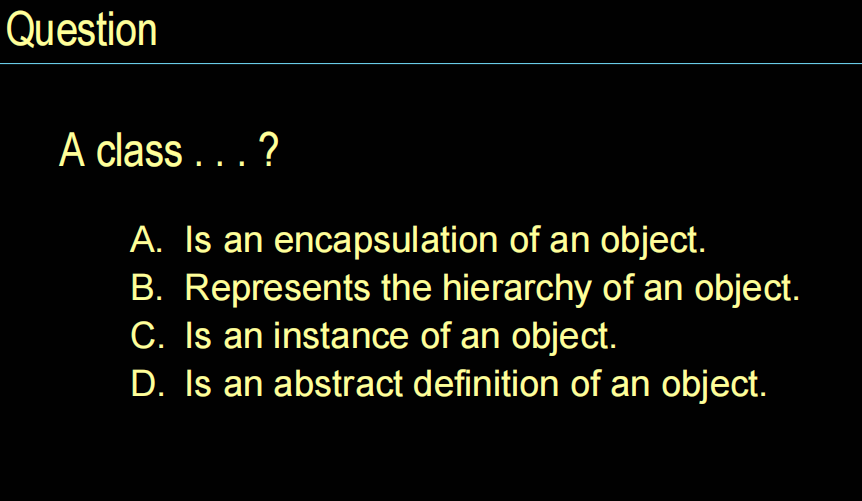 Question
A class . . . ?
A. Is an encapsulation of an object.
B. Represents the hierarchy of an object.
C. Is an instance of an object.
D. Is an abstract definition of an object.